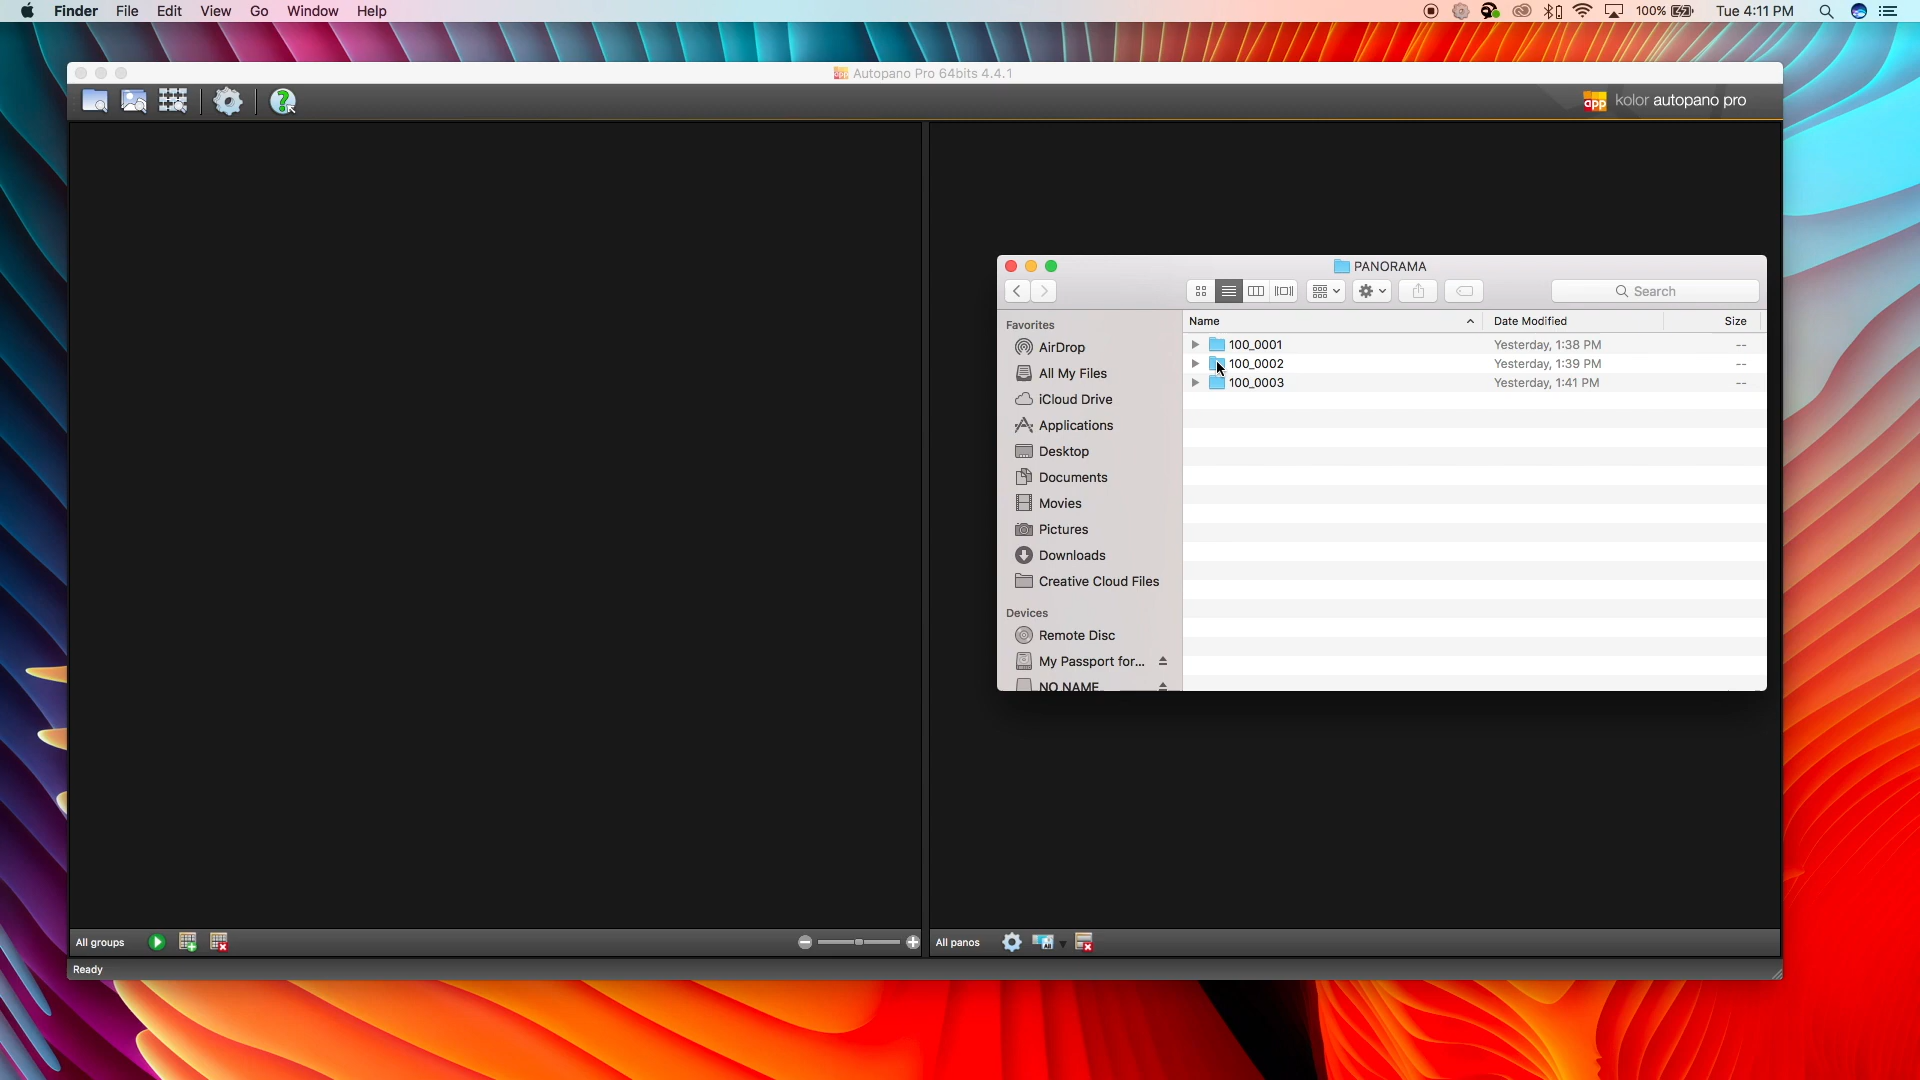 Finder File Edit View Go Window Help 100% Tue 4:11 PM
app Autopano Pro 64bits 4.4.1
app kolor autopano pro
PANORAMA
Search
Favorites
AirDrop
All My Files
iCloud Drive
Applications
Desktop
Documents
Movies
Pictures
Downloads
Creative Cloud Files
Devices
Remote Disc
My Passport for...
NO NAME
Name Date Modified Size
100_0001 Yesterday, 1:38 PM --
100_0002 Yesterday, 1:39 PM --
100_0003 Yesterday, 1:41 PM --
All groups
All panos
Ready